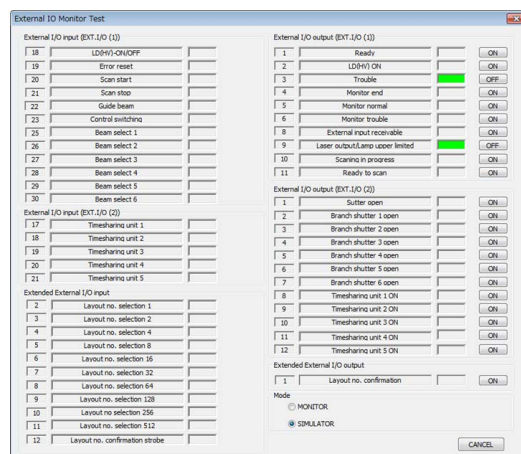 External IO Monitor Test
External I/O input (EXT.I/O (1))
18 LD(HV)-ON/OFF
19 Error reset
20 Scan start
21 Scan stop
22 Guide beam
23 Control switching
25 Beam select 1
26 Beam select 2
27 Beam select 3
28 Beam select 4
29 Beam select 5
30 Beam select 6
External I/O input (EXT.I/O (2))
17 Timesharing unit 1
18 Timesharing unit 2
19 Timesharing unit 3
20 Timesharing unit 4
21 Timesharing unit 5
Extended External I/O input
2 Layout no. selection 1
3 Layout no. selection 2
4 Layout no. selection 4
5 Layout no. selection 8
6 Layout no. selection 16
7 Layout no. selection 32
8 Layout no. selection 64
9 Layout no. selection 128
10 Layout no selection 256
11 Layout no. selection 512
12 Layout no. confirmation strobe
External I/O output (EXT.I/O (1))
1 Ready ON
2 LD(HV) ON ON
3 Trouble OFF
4 Monitor end ON
5 Monitor normal ON
6 Monitor trouble ON
8 External input receivable ON
9 Laser output/Lamp upper limited OFF
10 Scaning in progress ON
11 Ready to scan ON
External I/O output (EXT.I/O (2))
1 Sutter open ON
2 Branch shutter 1 open ON
3 Branch shutter 2 open ON
4 Branch shutter 3 open ON
5 Branch shutter 4 open ON
6 Branch shutter 5 open ON
7 Branch shutter 6 open ON
8 Timesharing unit 1 ON ON
9 Timesharing unit 2 ON ON
10 Timesharing unit 3 ON ON
11 Timesharing unit 4 ON ON
12 Timesharing unit 5 ON ON
Extended External I/O output
1 Layout no. confirmation ON
Mode
MONITOR
SIMULATOR
CANCEL